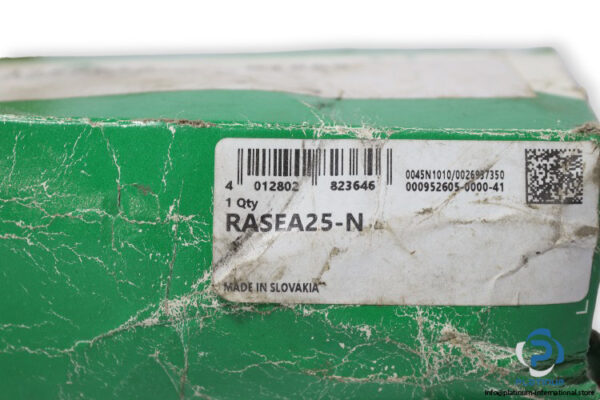 4 012802 823646
0045N1010/0026937350
000952605-0000-41
1 Qty
RASEA25-N
MADE IN SLOVAKIA
info@platinum-international.store